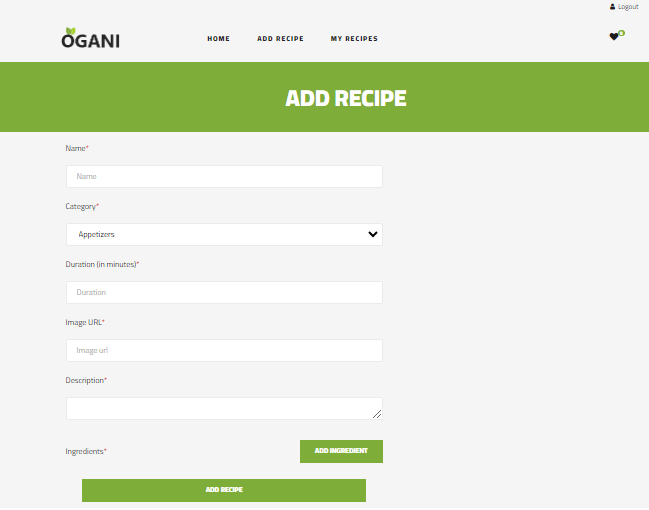 Logout
OGANI
HOME ADD RECIPE MY RECIPES
ADD RECIPE
Name*
Name
Category*
Appetizers
Duration (in minutes)*
Duration
Image URL*
Image url
Description*
Ingredients* ADD INGREDIENT
ADD RECIPE